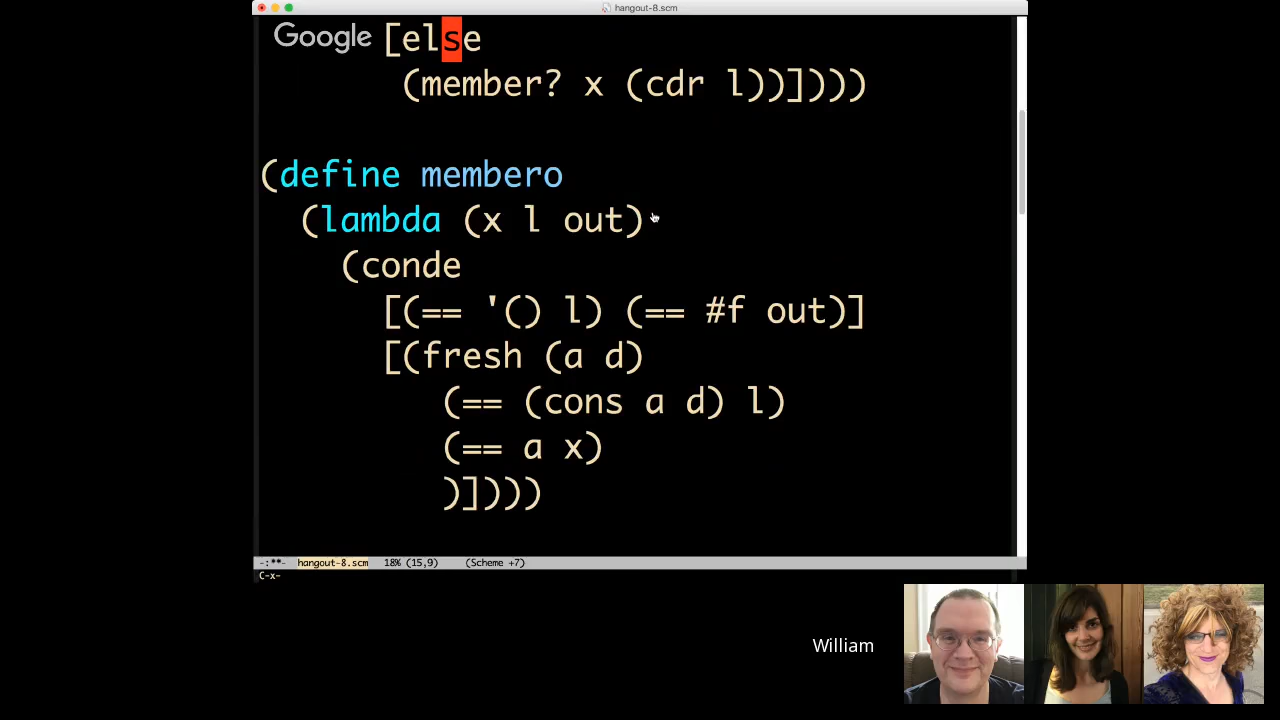 hangout-8.scm
Google [else
(member? x (cdr l))])))
(define membero
(lambda (x l out)
(conde
[(== '() l) (== #f out)]
[(fresh (a d)
(== (cons a d) l)
(== a x)
)])))
-:**- hangout-8.scm 18% (15,9) (Scheme +7)
C-x-
William